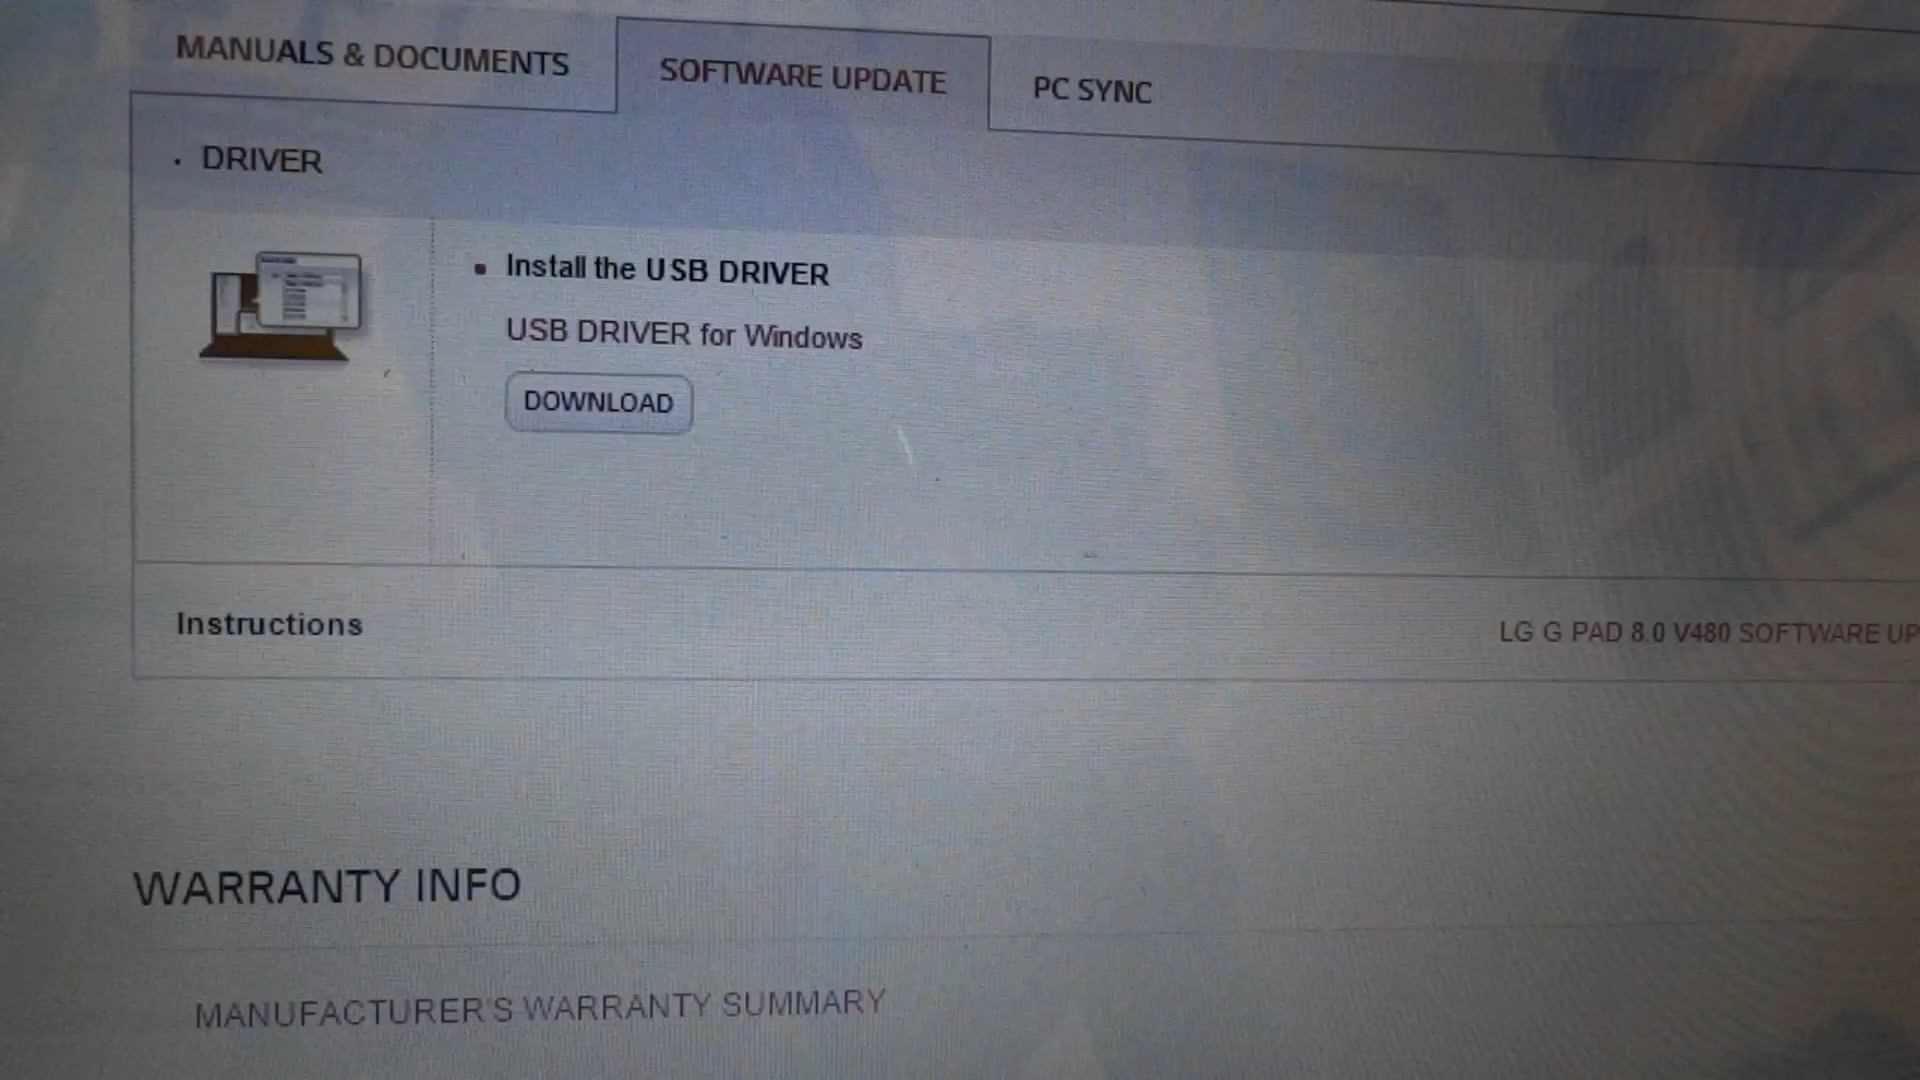 MANUALS & DOCUMENTS
SOFTWARE UPDATE
PC SYNC
DRIVER
Install the USB DRIVER
USB DRIVER for Windows
DOWNLOAD
Instructions
LG G PAD 8.0 V480 SOFTWARE UP
WARRANTY INFO
MANUFACTURER'S WARRANTY SUMMARY